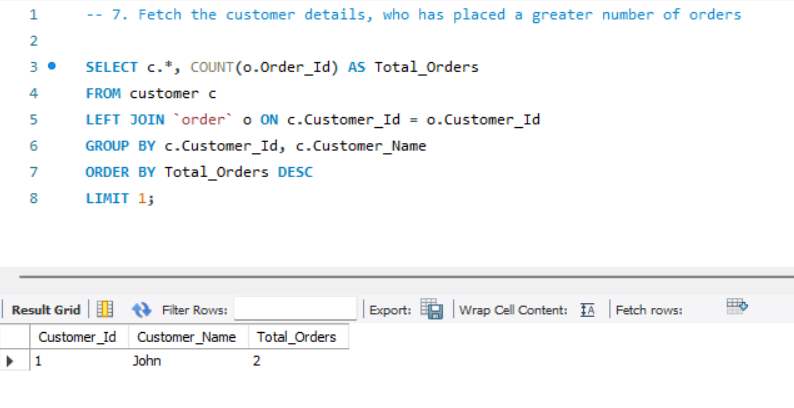 1 -- 7. Fetch the customer details, who has placed a greater number of orders
2
3 SELECT c.*, COUNT(o.Order_Id) AS Total_Orders
4 FROM customer c
5 LEFT JOIN `order` o ON c.Customer_Id = o.Customer_Id
6 GROUP BY c.Customer_Id, c.Customer_Name
7 ORDER BY Total_Orders DESC
8 LIMIT 1;
Result Grid Filter Rows: Export: Wrap Cell Content: Fetch rows:
Customer_Id Customer_Name Total_Orders
1 John 2